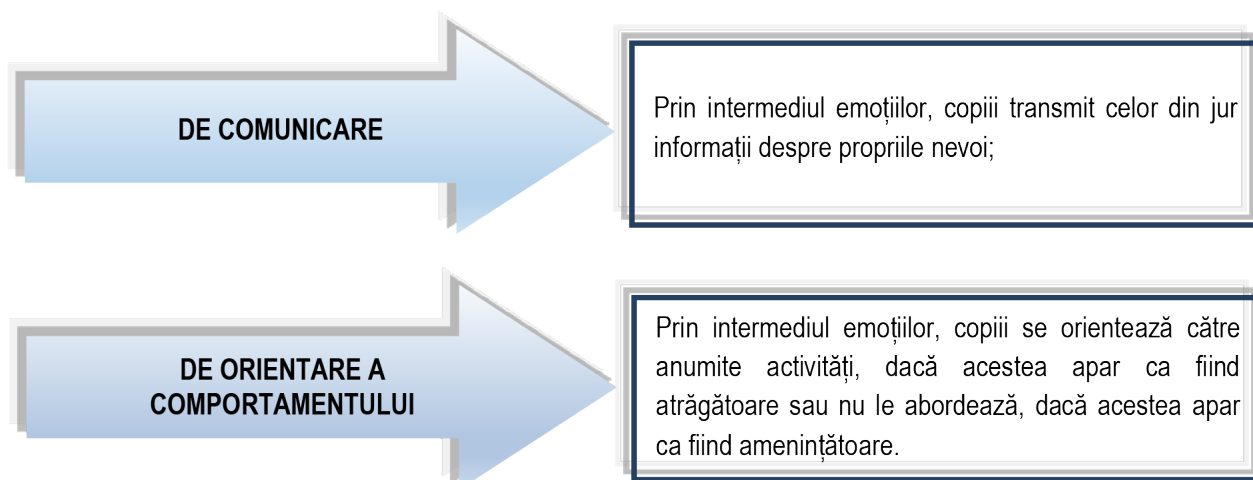 DE COMUNICARE
Prin intermediul emoțiilor, copiii transmit celor din jur
informații despre propriile nevoi;
DE ORIENTARE A
COMPORTAMENTULUI
Prin intermediul emoțiilor, copiii se orientează către
anumite activități, dacă acestea apar ca fiind
atrăgătoare sau nu le abordează, dacă acestea apar
ca fiind amenințătoare.